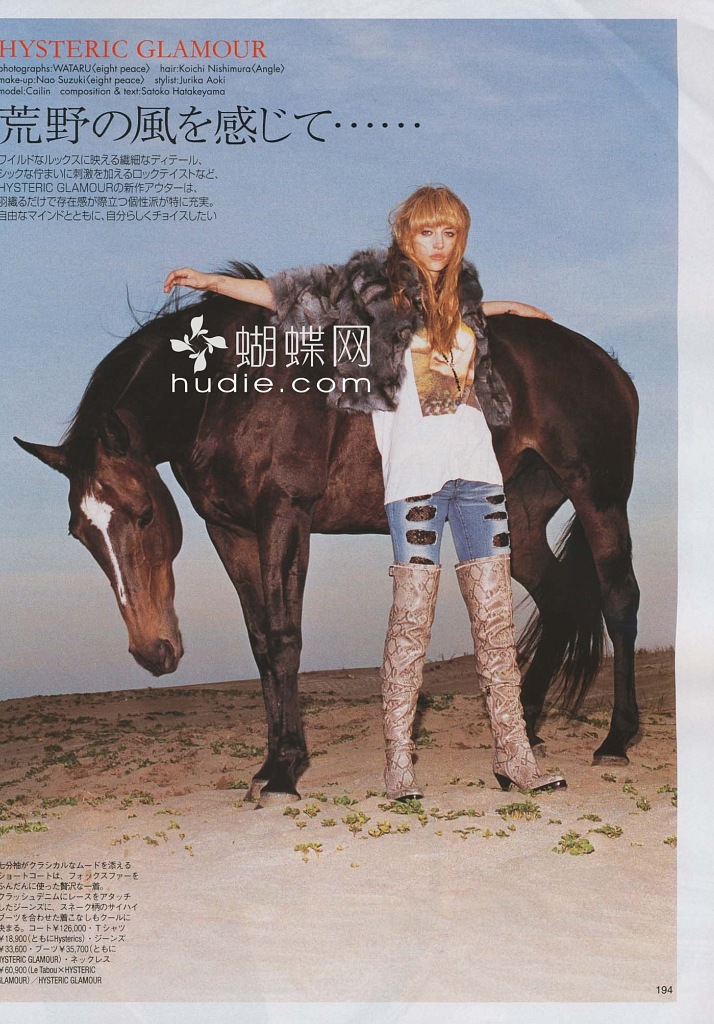 HYSTERIC GLAMOUR
photographs:WATARU〈eight peace〉 hair:Koichi Nishimura〈Angle〉
make-up:Nao Suzuki〈eight peace〉 stylist:Jurika Aoki
model:Cailin composition & text:Satoko Hatakeyama
荒野の風を感じて……
ワイルドなルックスに映える繊細なディテール、
シックな佇まいに刺激を加えるロックテイストなど、
HYSTERIC GLAMOURの新作アウターは、
羽織るだけで存在感が際立つ個性派が特に充実。
自由なマインドとともに、自分らしくチョイスしたい
蝴蝶网
hudie.com
七分袖がクラシカルなムードを添える
ショートコートは、フォックスファーを
ふんだんに使った贅沢な一着。
クラッシュデニムにレースをアタッチ
したジーンズに、スネーク柄のサイハイ
ブーツを合わせた着こなしもクールに
決まる。コート¥126,000・Tシャツ
¥18,900(ともにHysterics)・ジーンズ
¥33,600・ブーツ¥35,700(ともに
HYSTERIC GLAMOUR)・ネックレス
¥60,900(Le Tabou×HYSTERIC
GLAMOUR)/HYSTERIC GLAMOUR
194